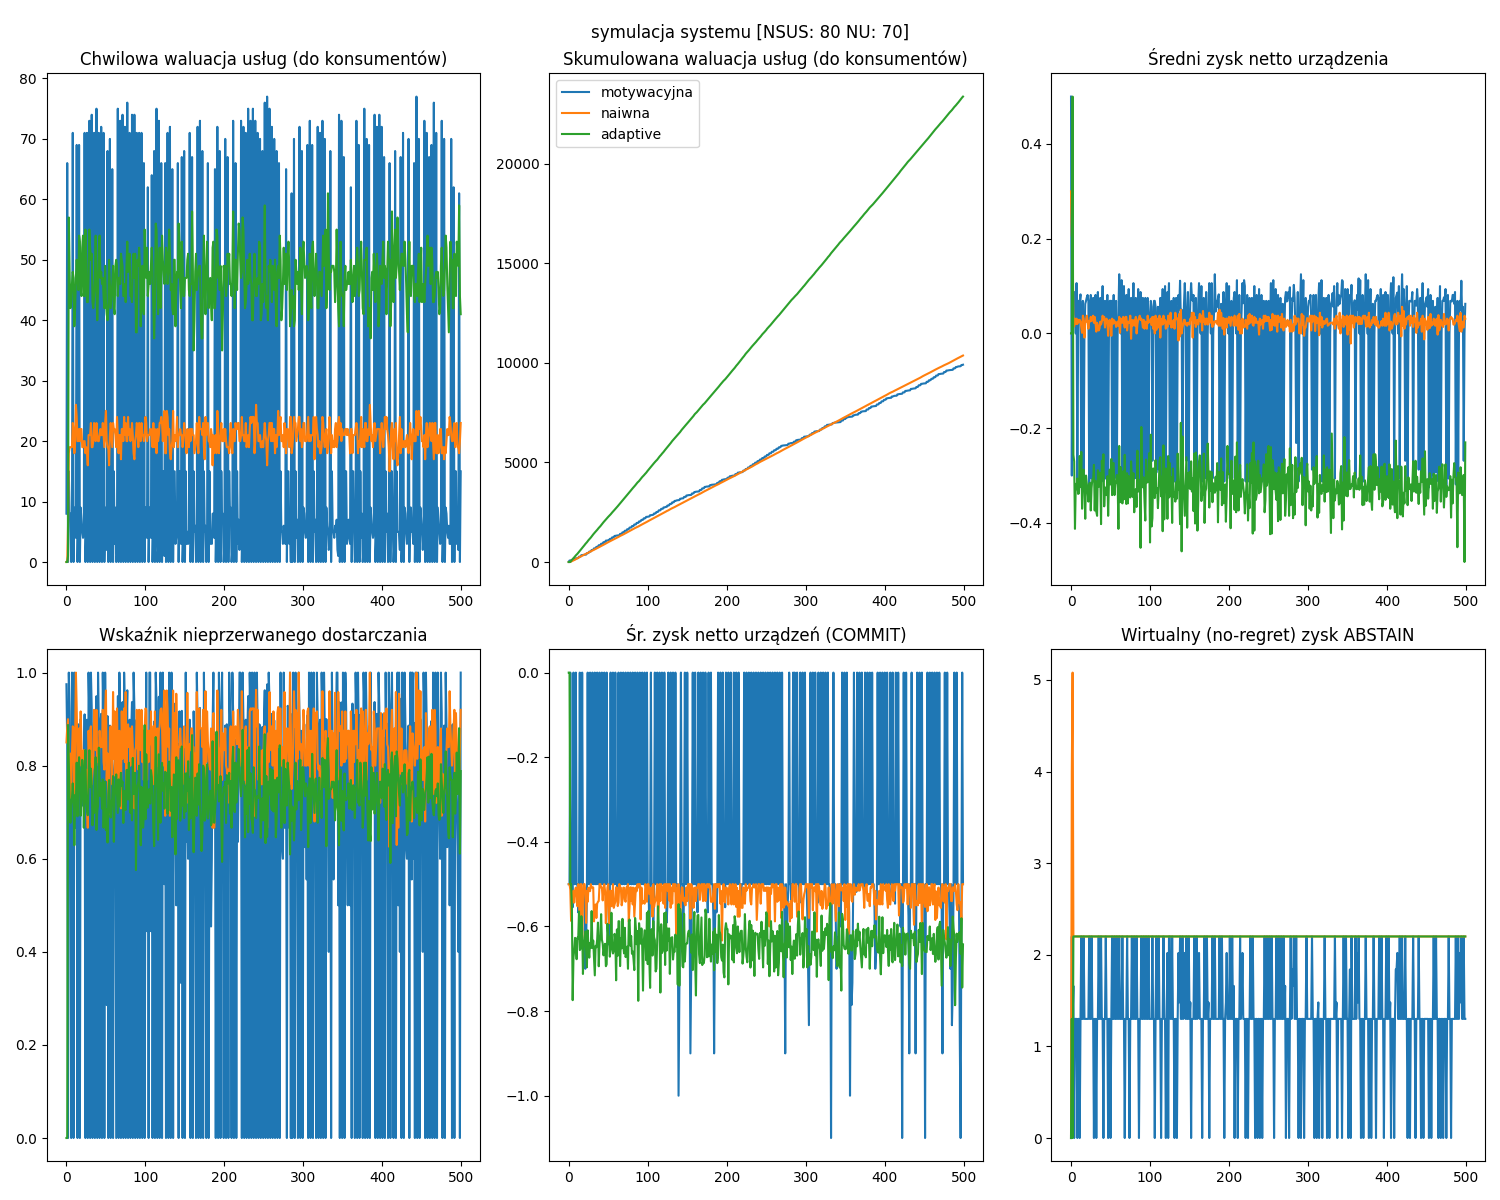 symulacja systemu [NSUS: 80 NU: 70]
Chwilowa waluacja usług (do konsumentów)
80
70
60
50
40
30
20
10
0
0 100 200 300 400 500
Skumulowana waluacja usług (do konsumentów)
motywacyjna
naiwna
adaptive
20000
15000
10000
5000
0
0 100 200 300 400 500
Średni zysk netto urządzenia
0.4
0.2
0.0
−0.2
−0.4
0 100 200 300 400 500
Wskaźnik nieprzerwanego dostarczania
1.0
0.8
0.6
0.4
0.2
0.0
0 100 200 300 400 500
Śr. zysk netto urządzeń (COMMIT)
0.0
−0.2
−0.4
−0.6
−0.8
−1.0
0 100 200 300 400 500
Wirtualny (no-regret) zysk ABSTAIN
5
4
3
2
1
0
0 100 200 300 400 500